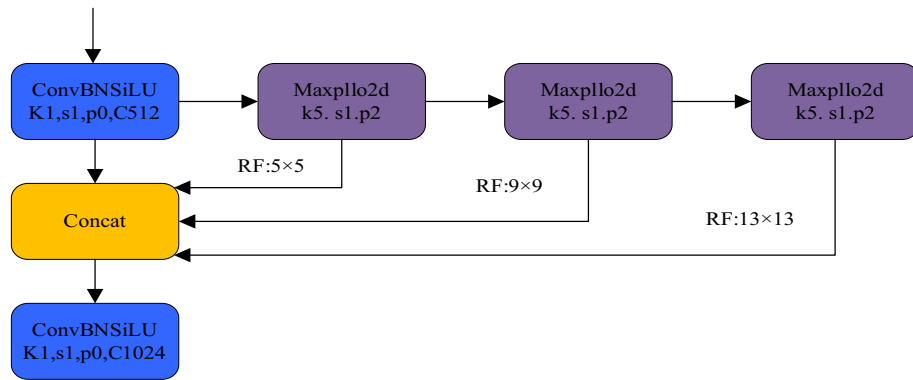 ConvBNSiLU
K1,s1,p0,C512
Maxpllo2d
k5. s1.p2
Maxpllo2d
k5. s1.p2
Maxpllo2d
k5. s1.p2
RF:5×5
RF:9×9
RF:13×13
Concat
ConvBNSiLU
K1,s1,p0,C1024